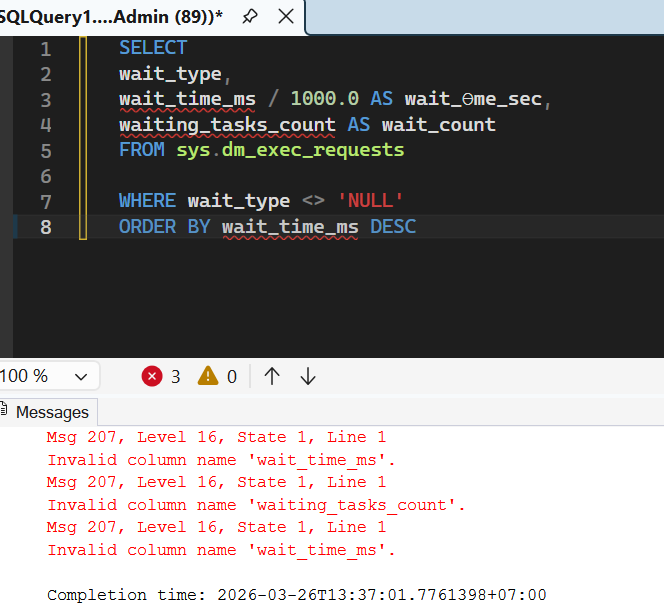 SQLQuery1....Admin (89))*
1 SELECT
2 wait_type,
3 wait_time_ms / 1000.0 AS wait_Ɵme_sec,
4 waiting_tasks_count AS wait_count
5 FROM sys.dm_exec_requests
6
7 WHERE wait_type <> 'NULL'
8 ORDER BY wait_time_ms DESC
100 % 3 0
Messages
Msg 207, Level 16, State 1, Line 1
Invalid column name 'wait_time_ms'.
Msg 207, Level 16, State 1, Line 1
Invalid column name 'waiting_tasks_count'.
Msg 207, Level 16, State 1, Line 1
Invalid column name 'wait_time_ms'.
Completion time: 2026-03-26T13:37:01.7761398+07:00